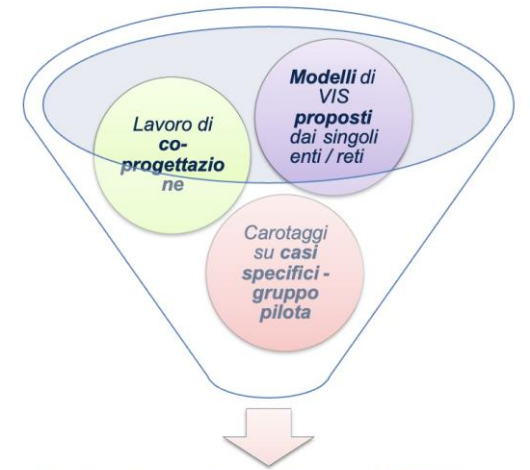 Modelli di
VIS
proposti
dai singoli
enti / reti
Lavoro di
co-
progettazio
ne
Carotaggi
su casi
specifici -
gruppo
pilota